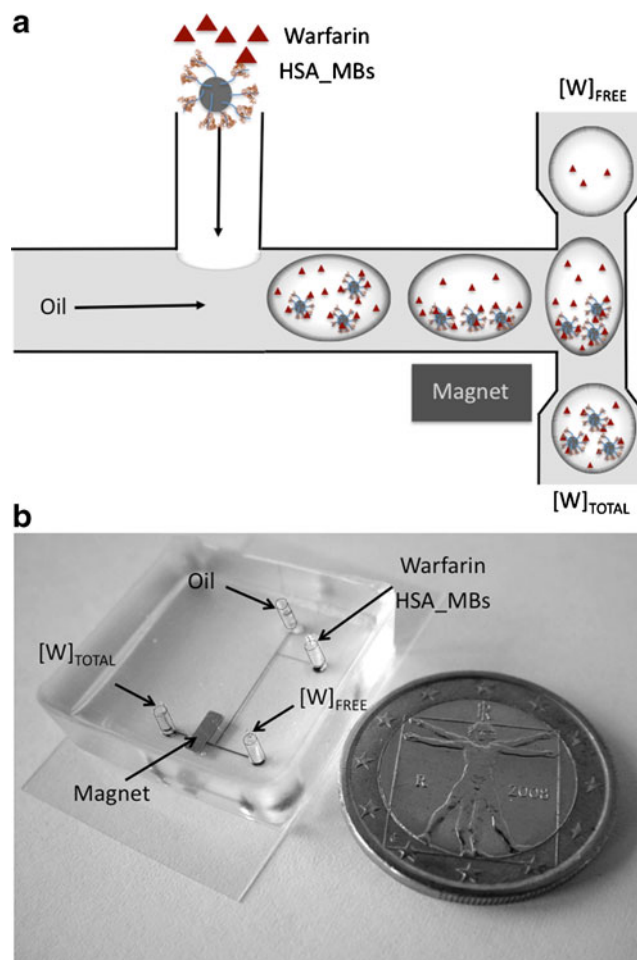 a
Warfarin
HSA_MBs
[W]FREE
Oil
Magnet
[W]TOTAL
b
Warfarin
HSA_MBs
Oil
[W]TOTAL
[W]FREE
Magnet
R
R
2008